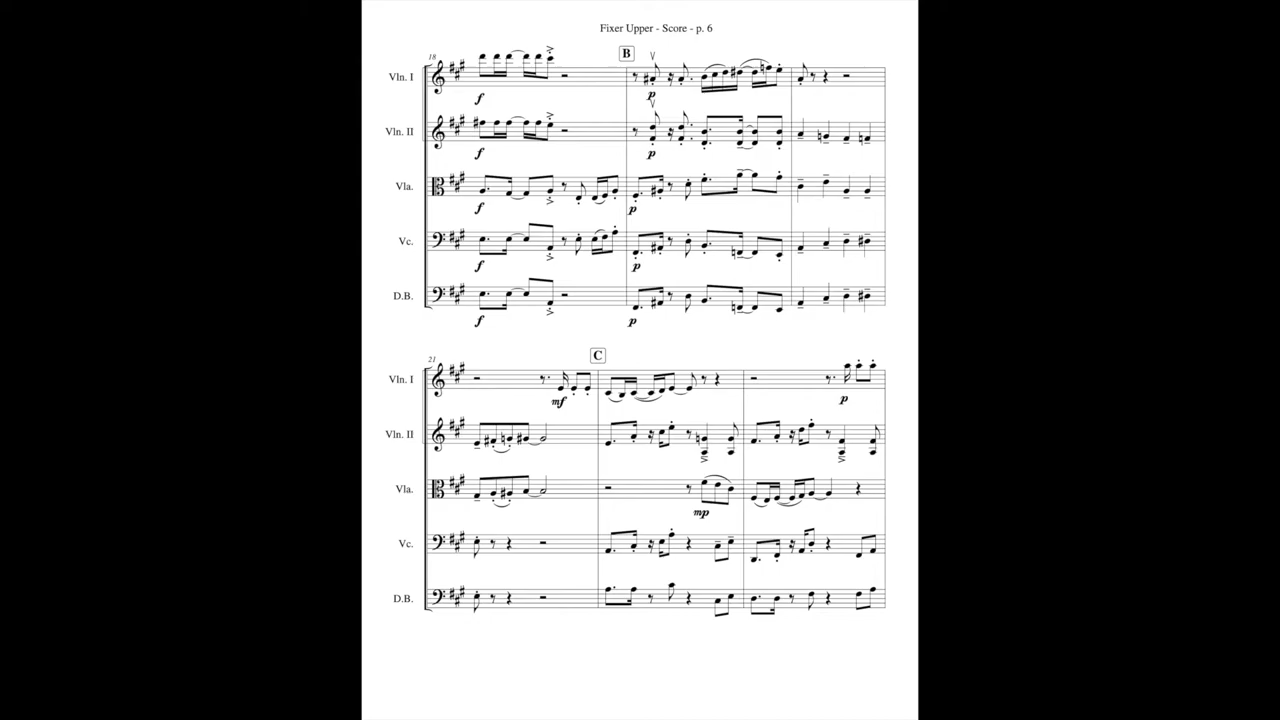 Fixer Upper - Score - p. 6
18
B
Vln. I
f
p
Vln. II
f
p
Vla.
f
p
Vc.
f
p
D.B.
f
p
21
C
Vln. I
mf
p
Vln. II
Vla.
mp
Vc.
D.B.